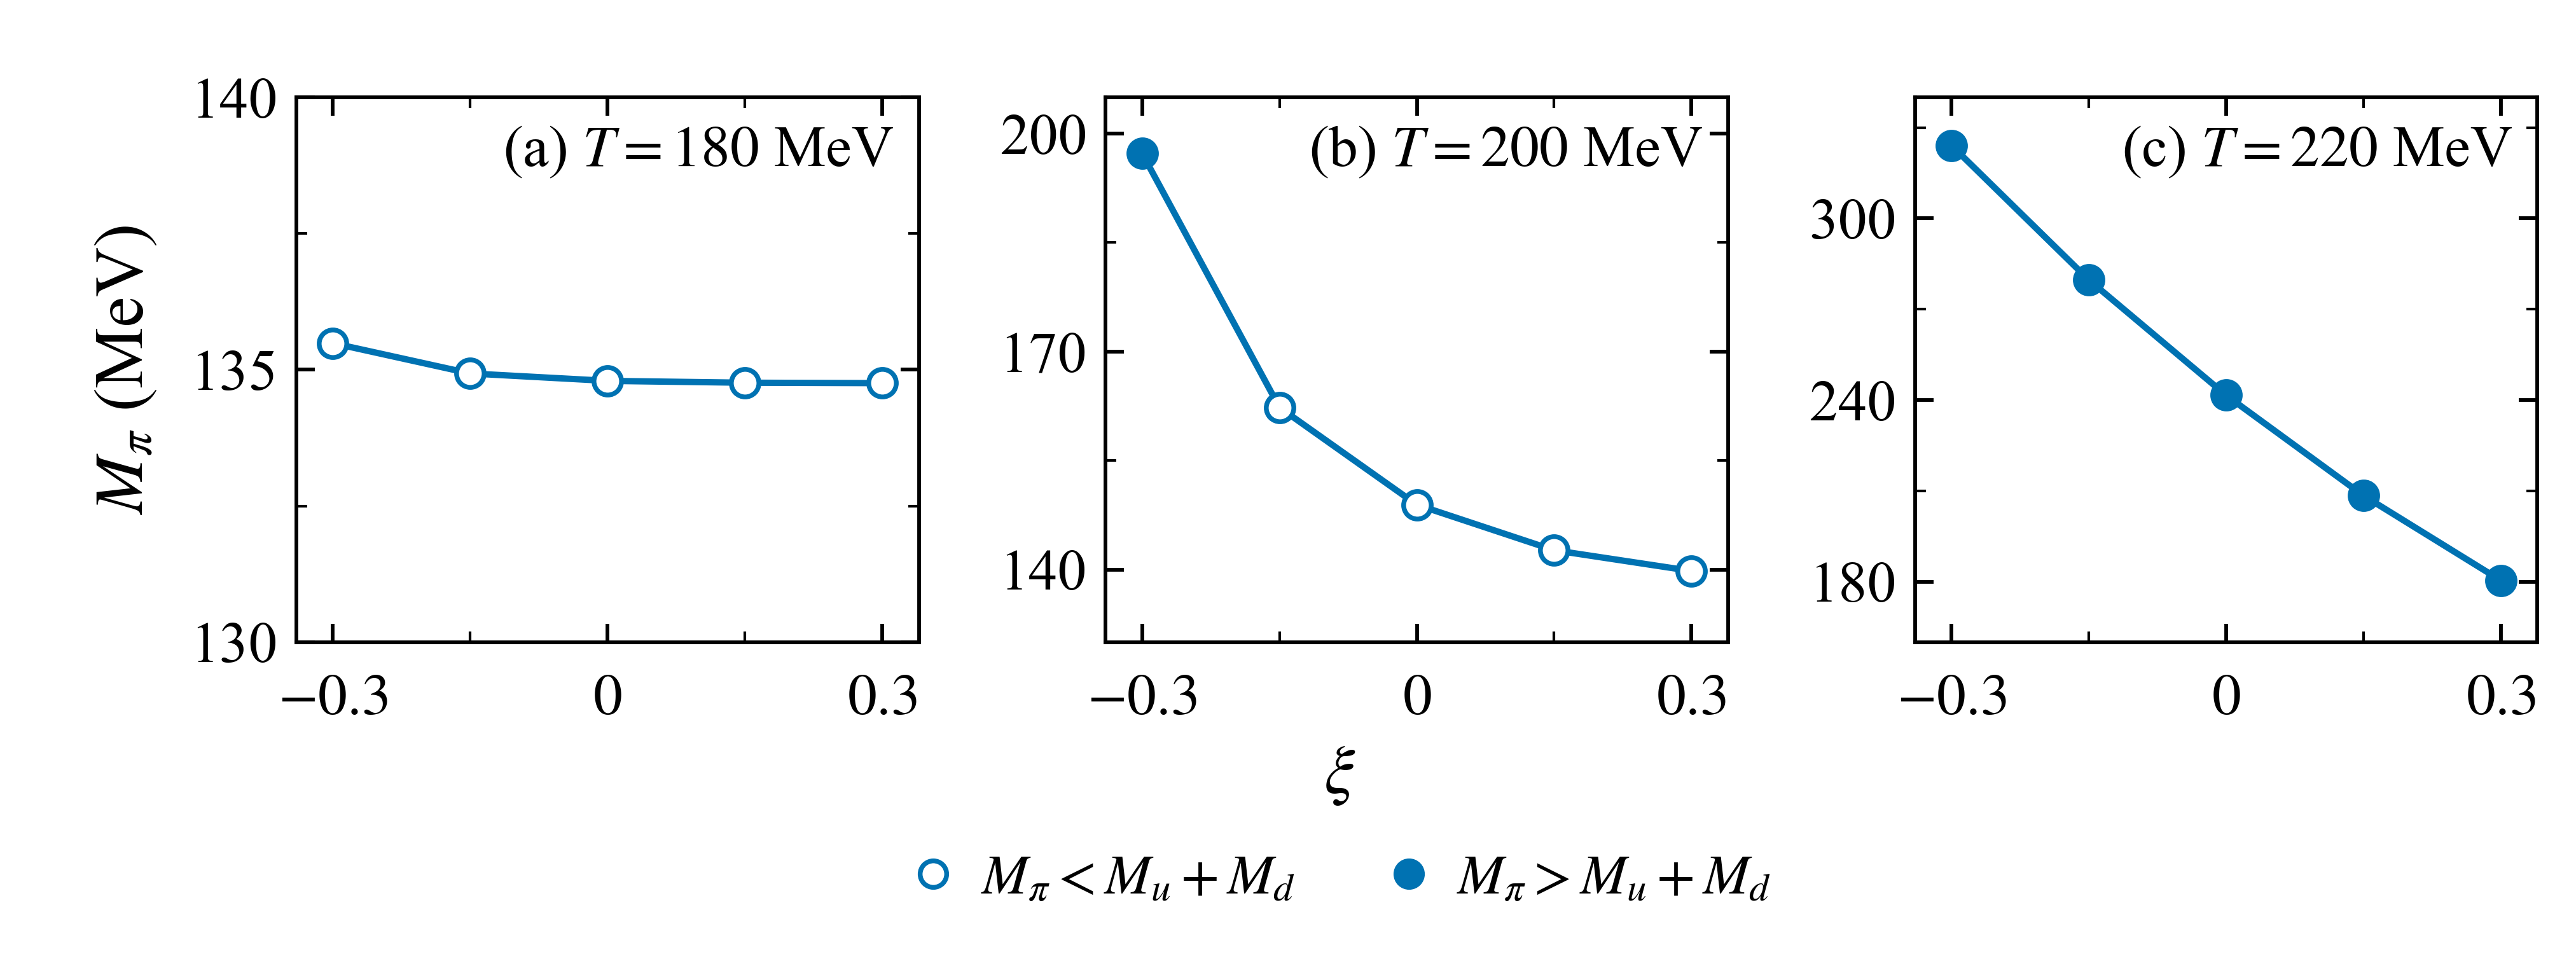 (a) T = 180 MeV
(b) T = 200 MeV
(c) T = 220 MeV
M_π (MeV)
140
135
130
−0.3 0 0.3
200
170
140
−0.3 0 0.3
300
240
180
−0.3 0 0.3
ξ
M_π < M_u + M_d
M_π > M_u + M_d